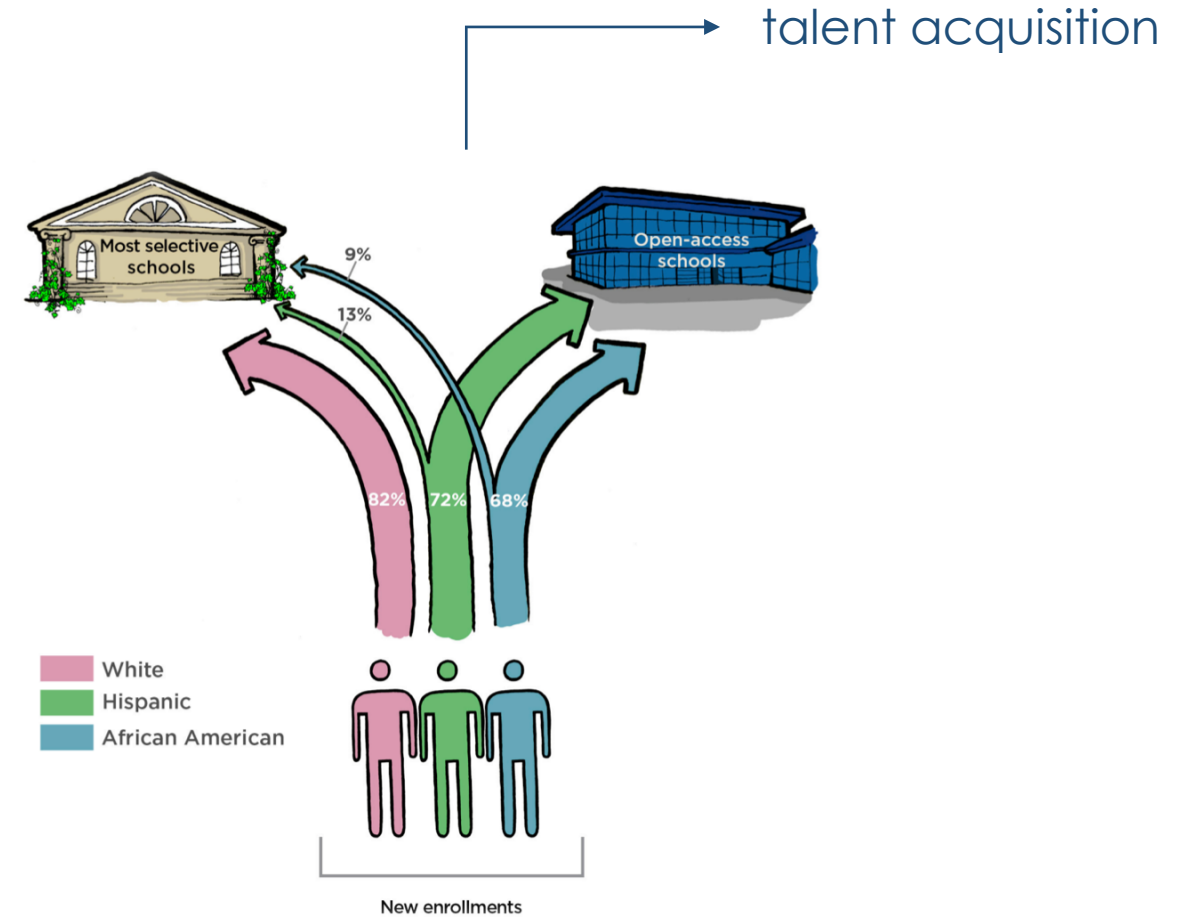 talent acquisition
Most selective
schools
Open-access
schools
9%
13%
82%
72%
68%
White
Hispanic
African American
New enrollments